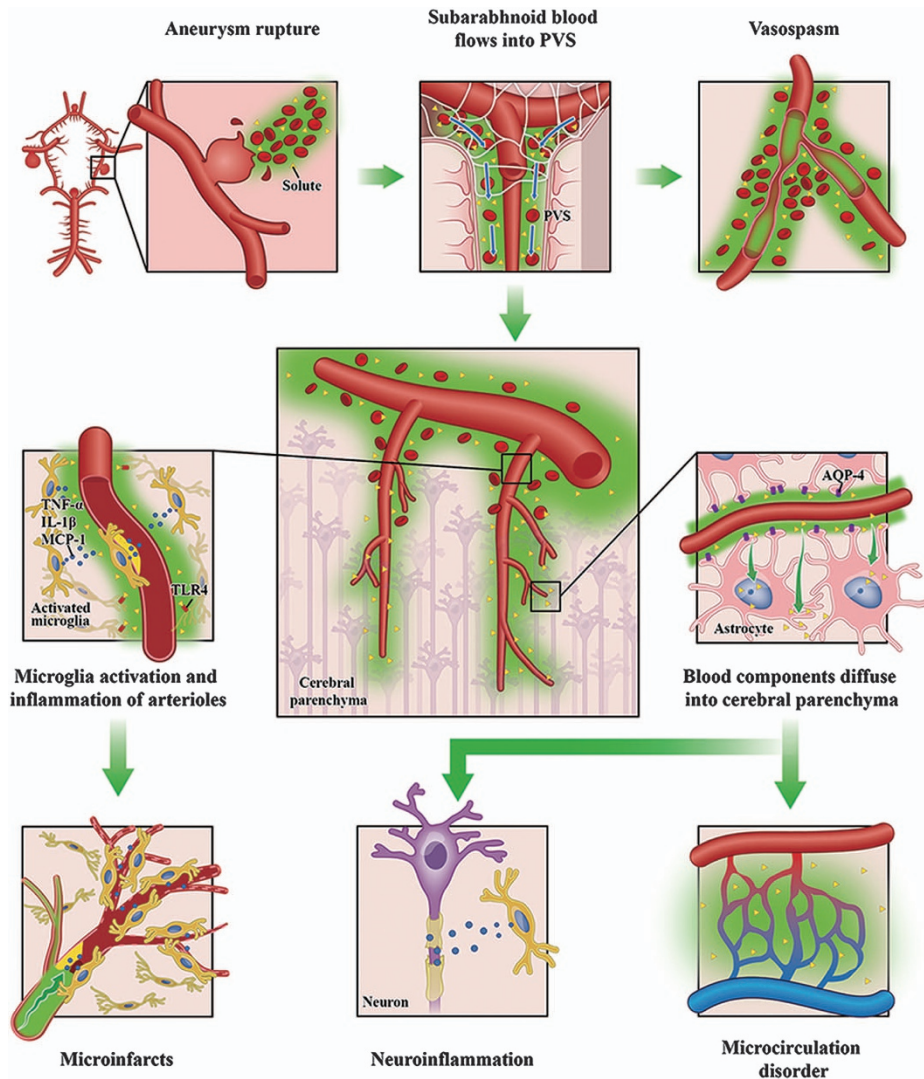 Aneurysm rupture
Subarabhnoid blood
flows into PVS
Vasospasm
Solute
PVS
TNF-α
IL-1β
MCP-1
TLR4
Activated
microglia
Cerebral
parenchyma
AQP-4
Astrocyte
Microglia activation and
inflammation of arterioles
Blood components diffuse
into cerebral parenchyma
Neuron
Microinfarcts
Neuroinflammation
Microcirculation
disorder